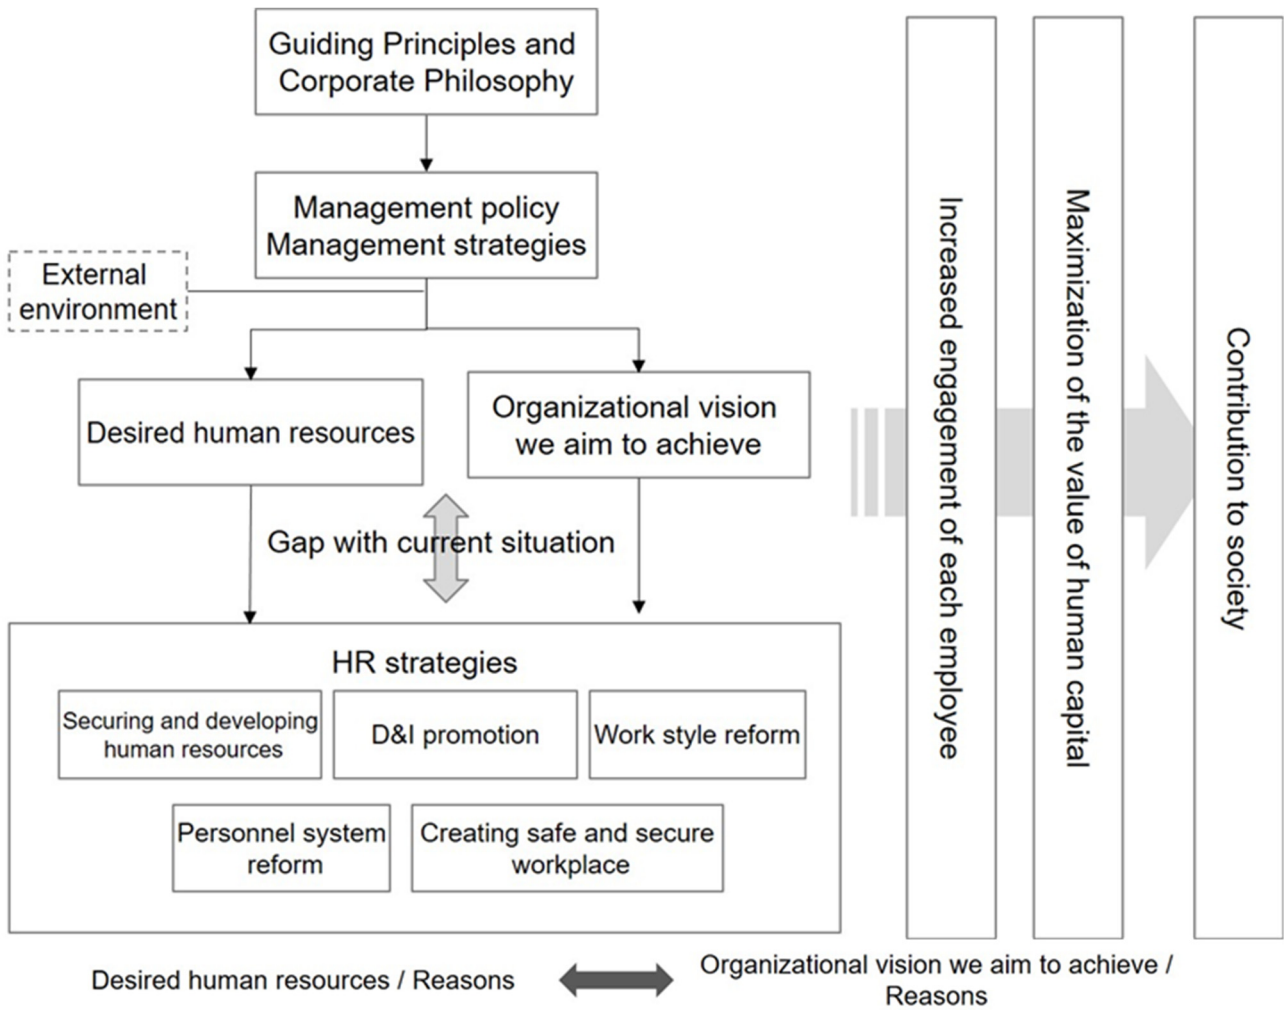 Guiding Principles and
Corporate Philosophy
Management policy
Management strategies
External
environment
Desired human resources
Organizational vision
we aim to achieve
Gap with current situation
HR strategies
Securing and developing
human resources
D&I promotion
Work style reform
Personnel system
reform
Creating safe and secure
workplace
Increased engagement of each employee
Maximization of the value of human capital
Contribution to society
Desired human resources / Reasons
Organizational vision we aim to achieve /
Reasons